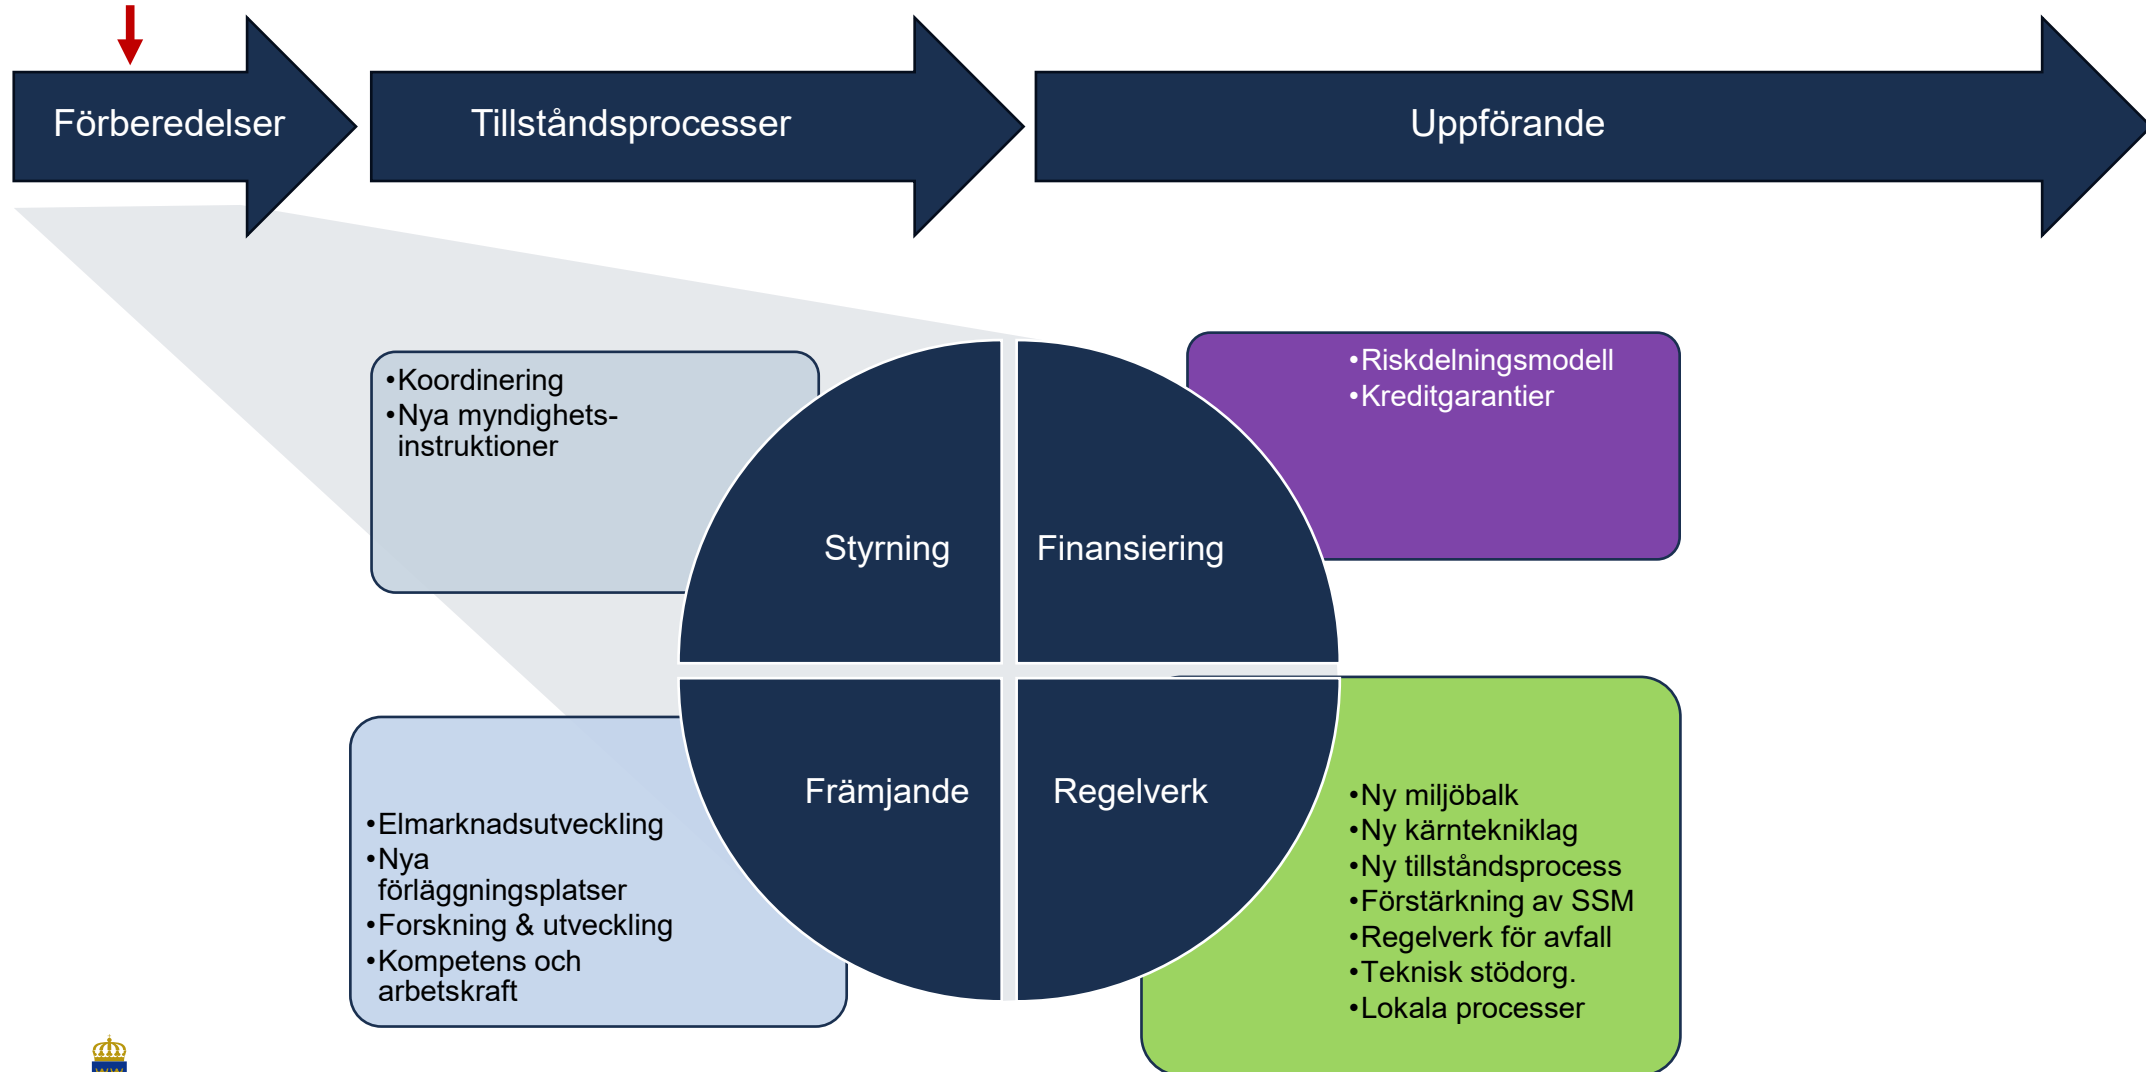 Förberedelser
Tillståndsprocesser
Uppförande
•Koordinering
•Nya myndighets-
instruktioner
•Riskdelningsmodell
•Kreditgarantier
Styrning
Finansiering
Främjande
Regelverk
•Elmarknadsutveckling
•Nya
förläggningsplatser
•Forskning & utveckling
•Kompetens och
arbetskraft
•Ny miljöbalk
•Ny kärntekniklag
•Ny tillståndsprocess
•Förstärkning av SSM
•Regelverk för avfall
•Teknisk stödorg.
•Lokala processer